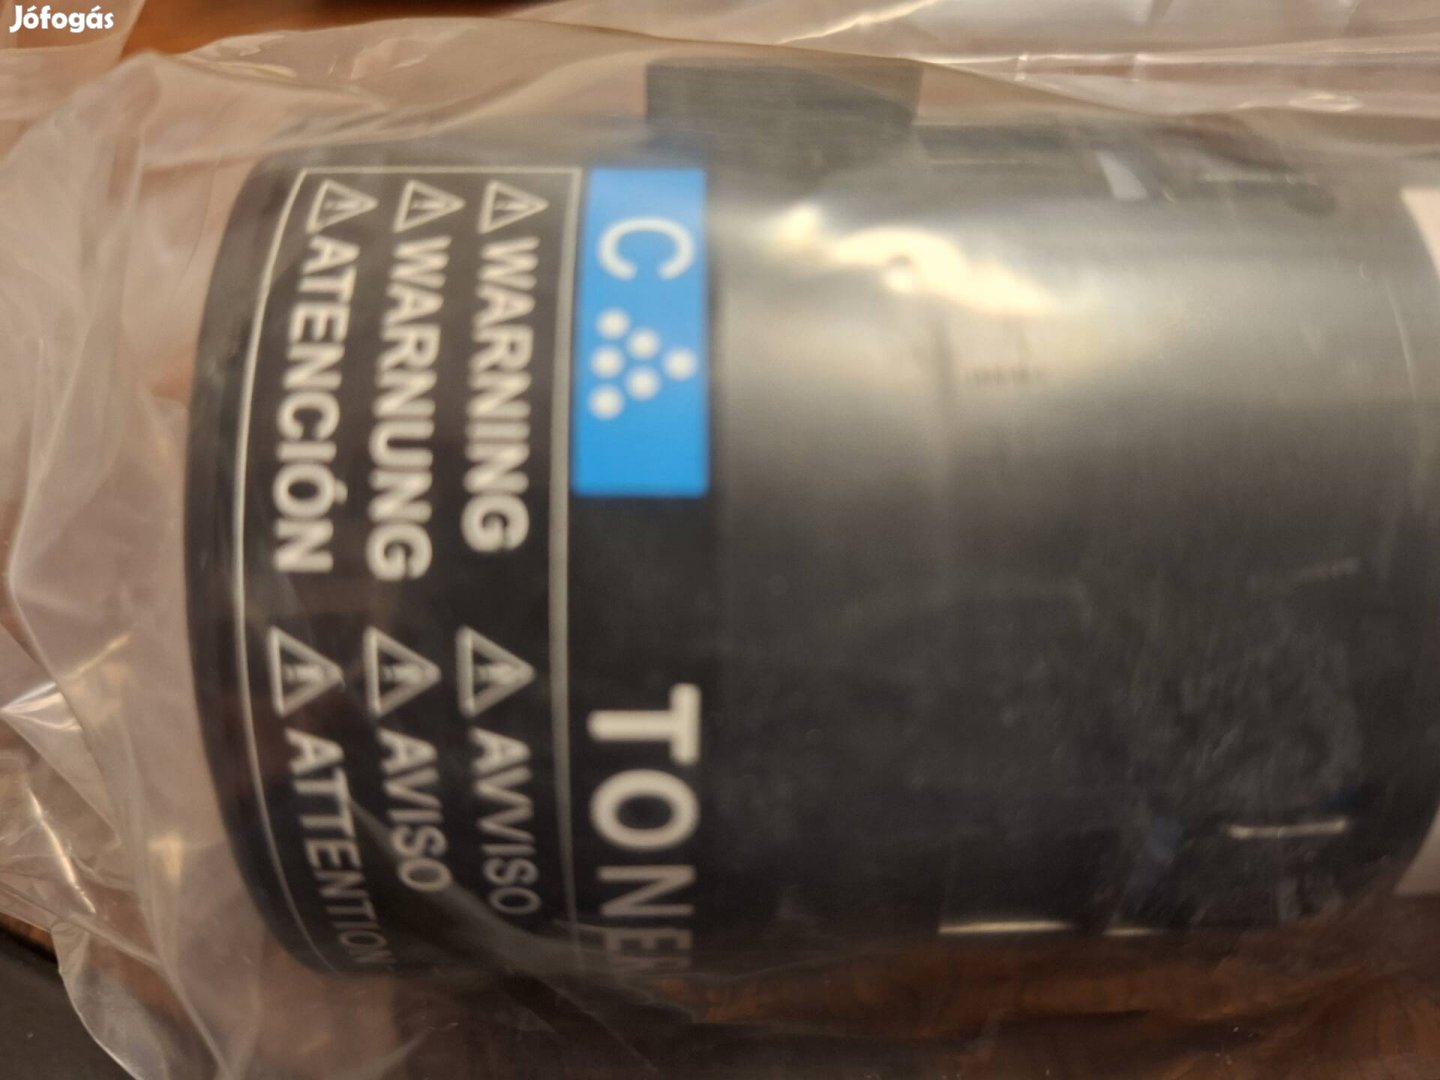 Jófogás
C
TONER
WARNING AVVISO
WARNUNG AVISO
ATENCIÓN ATTENTION